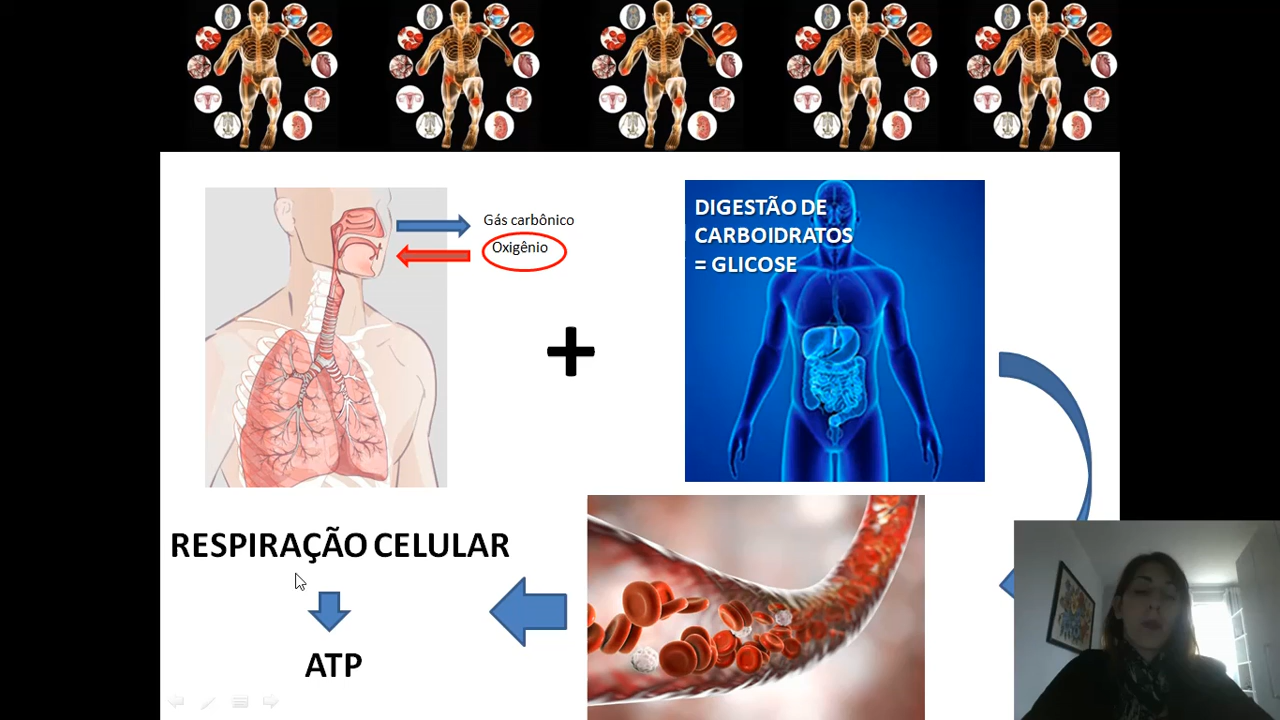 Gás carbônico
Oxigênio
DIGESTÃO DE
CARBOIDRATOS
= GLICOSE
RESPIRAÇÃO CELULAR
ATP